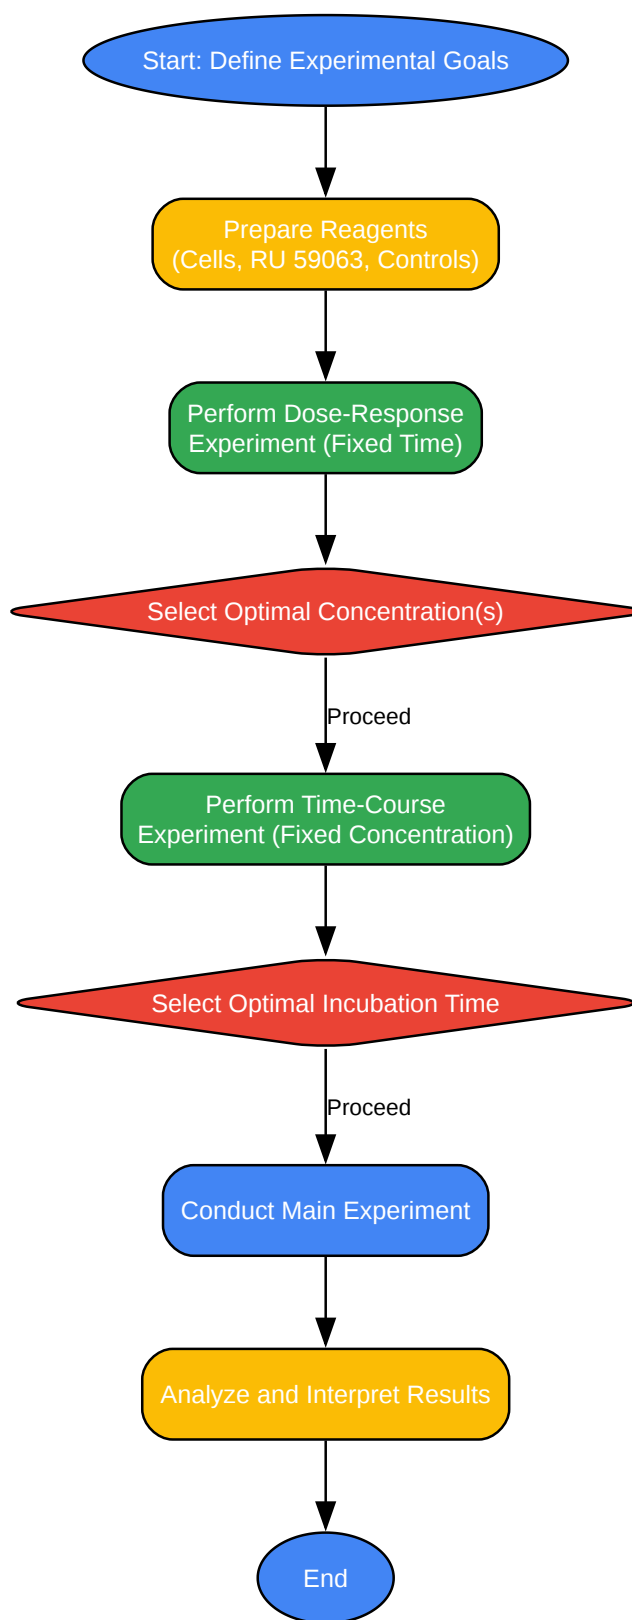 Start: Define Experimental Goals
Prepare Reagents
(Cells, RU 59063, Controls)
Perform Dose-Response
Experiment (Fixed Time)
Select Optimal Concentration(s)
Proceed
Perform Time-Course
Experiment (Fixed Concentration)
Select Optimal Incubation Time
Proceed
Conduct Main Experiment
Analyze and Interpret Results
End